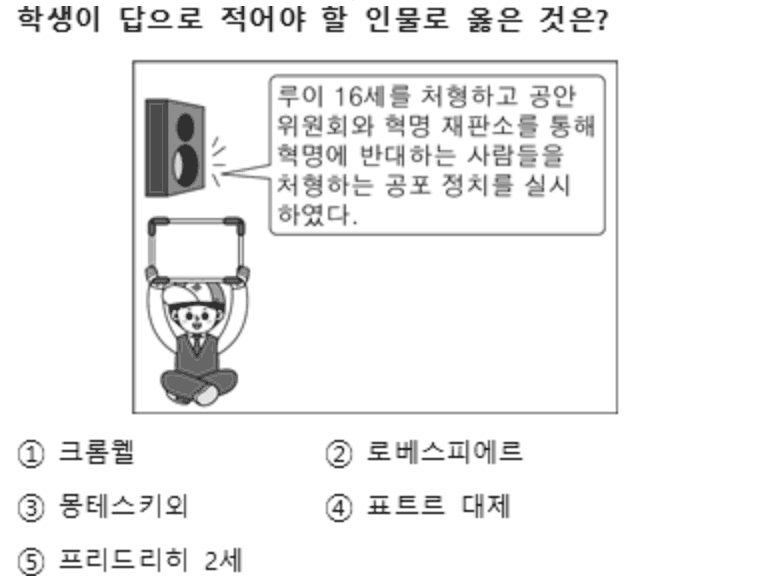 학생이 답으로 적어야 할 인물로 옳은 것은?
루이 16세를 처형하고 공안
위원회와 혁명 재판소를 통해
혁명에 반대하는 사람들을
처형하는 공포 정치를 실시
하였다.
① 크롬웰
② 로베스피에르
③ 몽테스키외
④ 표트르 대제
⑤ 프리드리히 2세